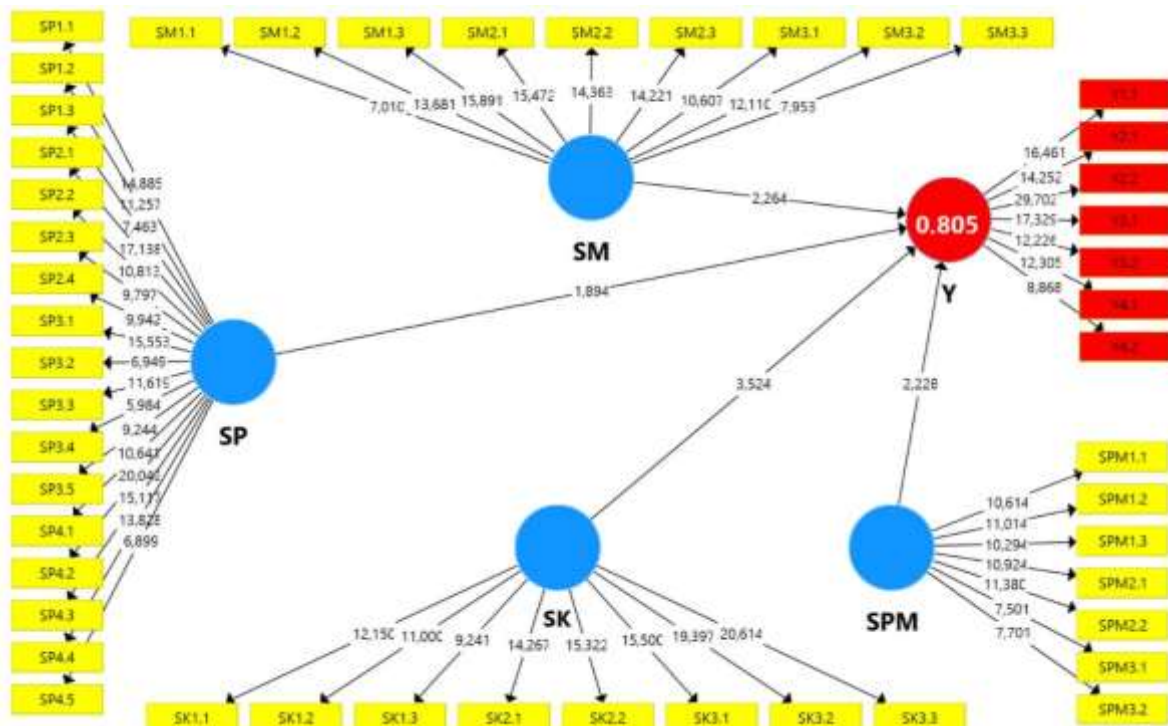 SP1.1
SP1.2
SP1.3
SP2.1
SP2.2
SP2.3
SP2.4
SP3.1
SP3.2
SP3.3
SP3.4
SP3.5
SP4.1
SP4.2
SP4.3
SP4.4
SP4.5
14,885
11,257
7,463
17,138
10,813
9,797
9,942
15,553
6,949
11,619
5,984
9,244
10,641
20,042
15,117
13,828
6,899
SP
SM1.1
SM1.2
SM1.3
SM2.1
SM2.2
SM2.3
SM3.1
SM3.2
SM3.3
7,010
13,681
15,891
15,472
14,363
14,221
10,607
12,110
7,953
SM
2,264
1,894
3,524
2,228
0.805
Y
16,461
14,252
29,702
17,329
12,226
12,305
8,868
SK
12,150
11,000
9,241
14,267
15,322
15,500
19,397
20,614
SK1.1
SK1.2
SK1.3
SK2.1
SK2.2
SK3.1
SK3.2
SK3.3
SPM
10,614
11,014
10,294
10,924
11,380
7,501
7,701
SPM1.1
SPM1.2
SPM1.3
SPM2.1
SPM2.2
SPM3.1
SPM3.2